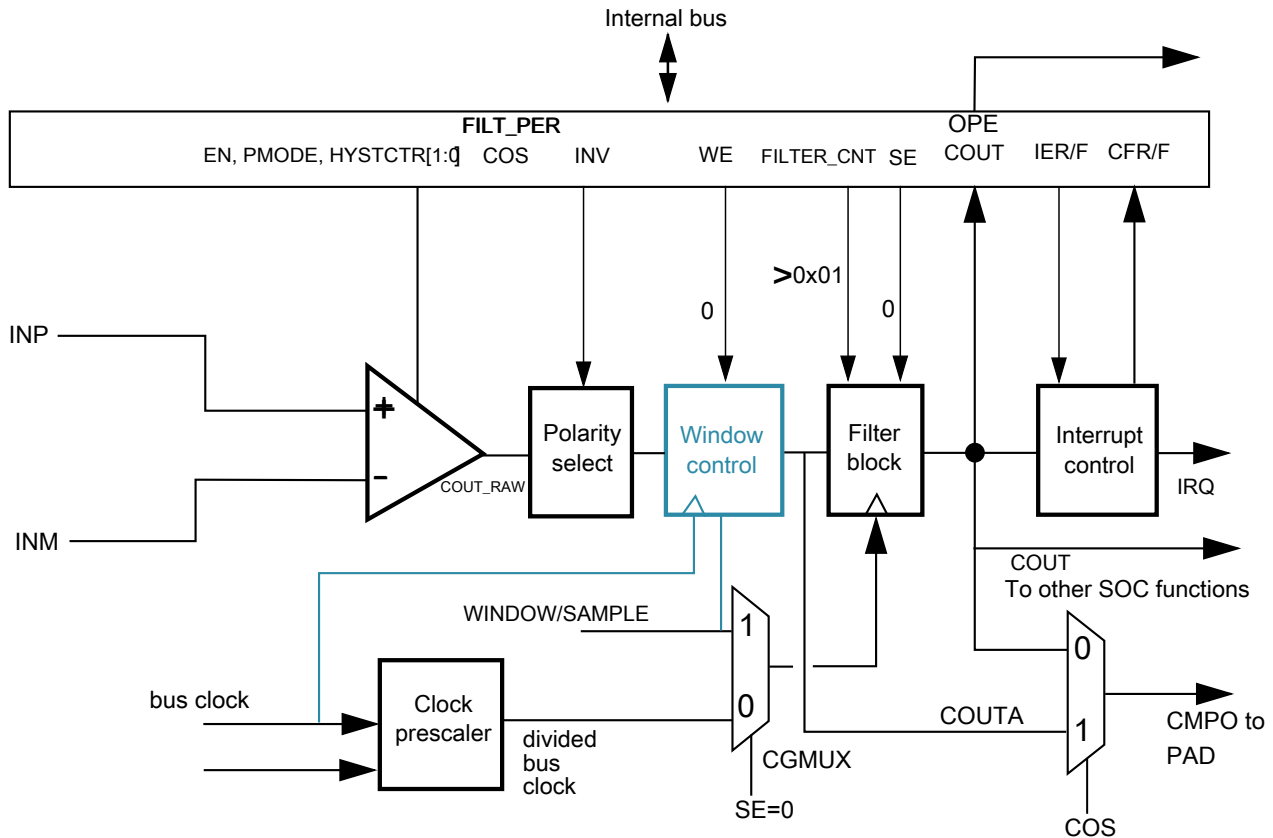 Internal bus
FILT_PER
OPE
EN, PMODE, HYSTCTR[1:0] COS INV WE FILTER_CNT SE COUT IER/F CFR/F
>0x01
0
0
INP
+
-
INM
COUT_RAW
Polarity
select
Window
control
Filter
block
Interrupt
control
IRQ
COUT
To other SOC functions
WINDOW/SAMPLE
1
0
bus clock
Clock
prescaler
divided
bus
clock
CGMUX
SE=0
COUTA
0
1
CMPO to
PAD
COS